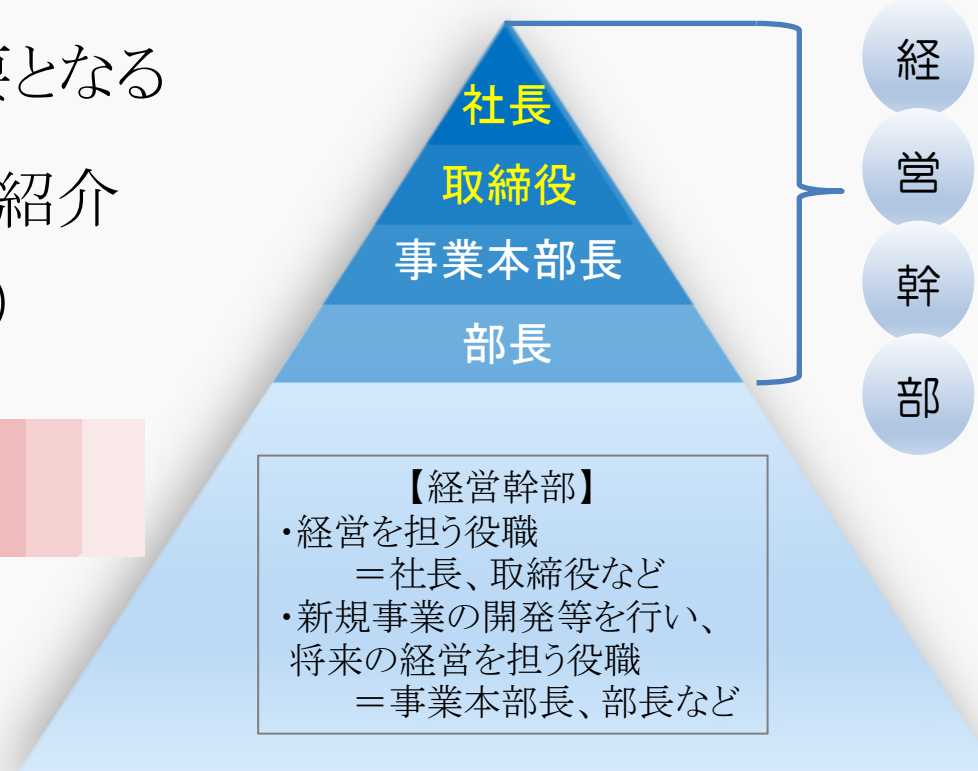 要となる
紹介
)
社長
取締役
事業本部長
部長
経
営
幹
部
【経営幹部】
・経営を担う役職
＝社長、取締役など
・新規事業の開発等を行い、
将来の経営を担う役職
＝事業本部長、部長など